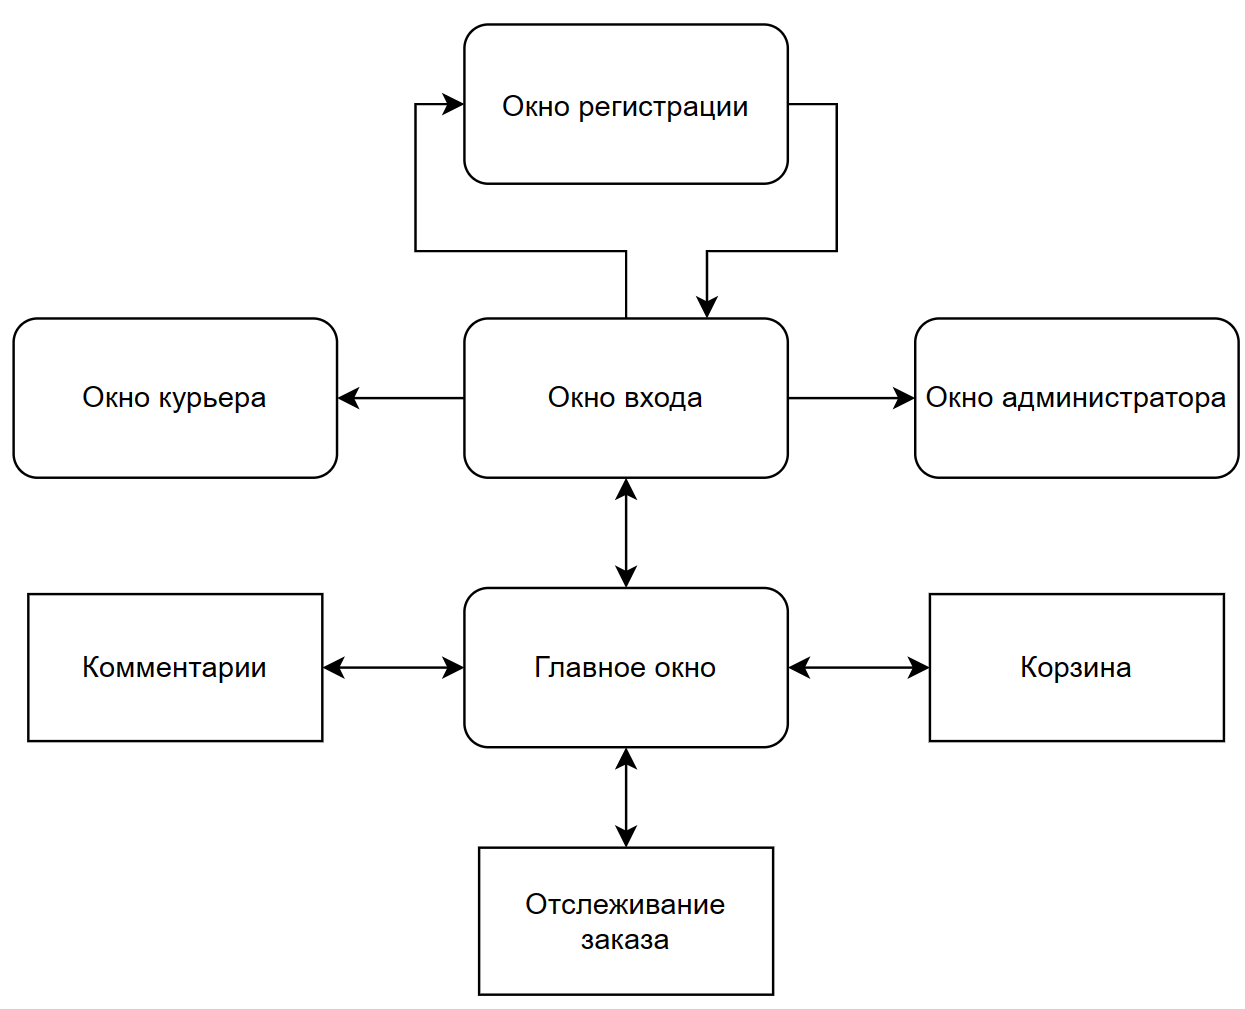 Окно регистрации
Окно курьера
Окно входа
Окно администратора
Комментарии
Главное окно
Корзина
Отслеживание
заказа